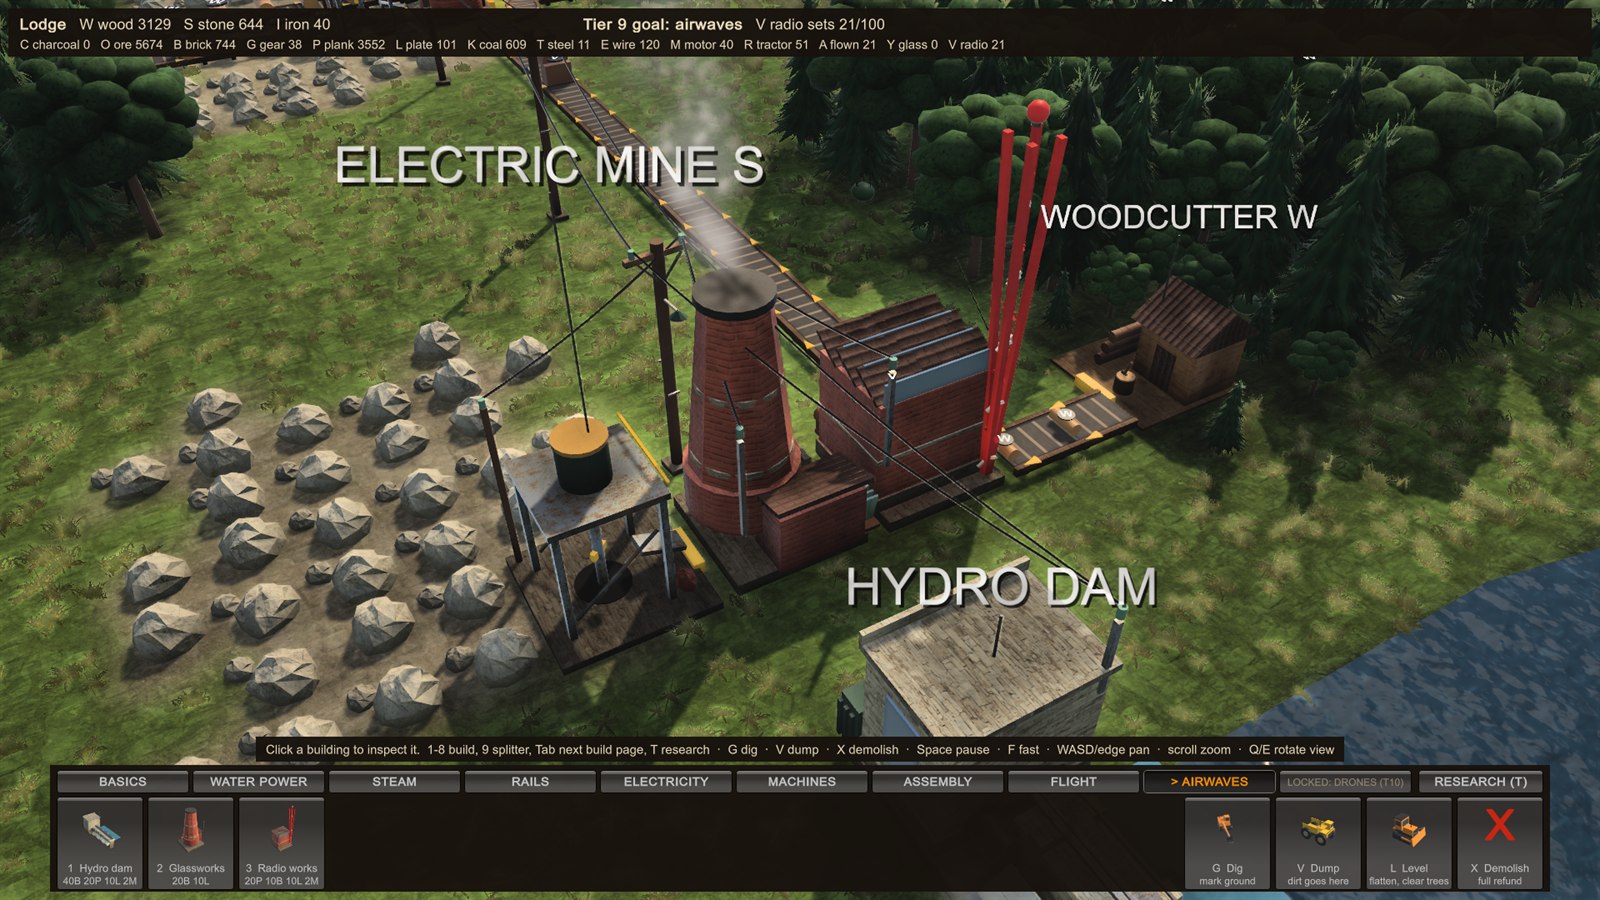 Lodge W wood 3129 S stone 644 I iron 40
Tier 9 goal: airwaves V radio sets 21/100
C charcoal 0 O ore 5674 B brick 744 G gear 38 P plank 3552 L plate 101 K coal 609 T steel 11 E wire 120 M motor 40 R tractor 51 A flown 21 Y glass 0 V radio 21
ELECTRIC MINE S
WOODCUTTER W
W
W
HYDRO DAM
Click a building to inspect it. 1-8 build, 9 splitter, Tab next build page, T research · G dig · V dump · X demolish · Space pause · F fast · WASD/edge pan · scroll zoom · Q/E rotate view
BASICS WATER POWER STEAM RAILS ELECTRICITY MACHINES ASSEMBLY FLIGHT > AIRWAVES LOCKED: DRONES (T10) RESEARCH (T)
1 Hydro dam
40B 20P 10L 2M
2 Glassworks
20B 10L
3 Radio works
20P 10B 10L 2M
G Dig
mark ground
V Dump
dirt goes here
L Level
flatten, clear trees
X Demolish
full refund